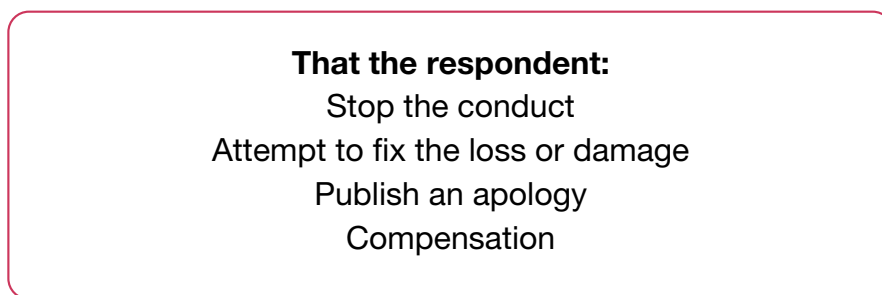 That the respondent:
Stop the conduct
Attempt to fix the loss or damage
Publish an apology
Compensation